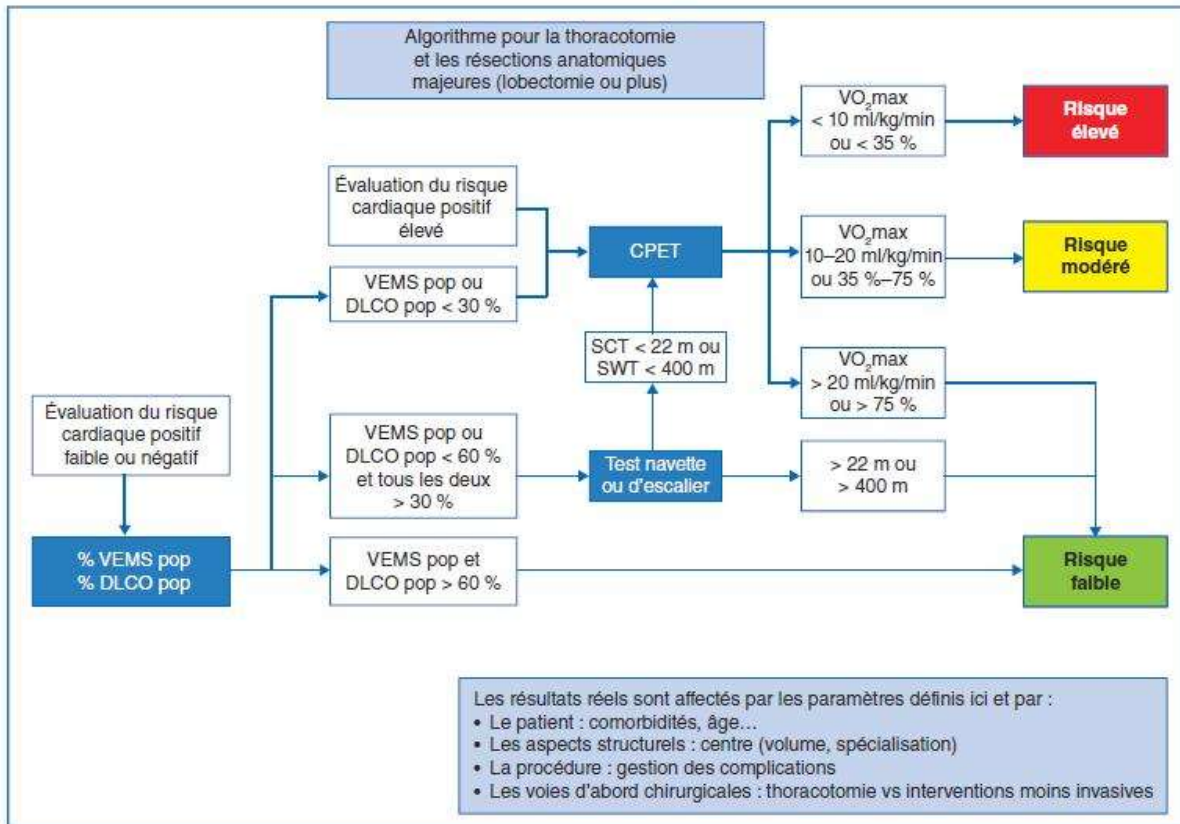 Algorithme pour la thoracotomie
et les résections anatomiques
majeures (lobectomie ou plus)
VO₂max
< 10 ml/kg/min
ou < 35 %
Risque
élevé
Évaluation du risque
cardiaque positif
élevé
CPET
VO₂max
10–20 ml/kg/min
ou 35 %–75 %
Risque
modéré
VEMS pop ou
DLCO pop < 30 %
SCT < 22 m ou
SWT < 400 m
VO₂max
> 20 ml/kg/min
ou > 75 %
Évaluation du risque
cardiaque positif
faible ou négatif
VEMS pop ou
DLCO pop < 60 %
et tous les deux
> 30 %
Test navette
ou d'escalier
> 22 m ou
> 400 m
% VEMS pop
% DLCO pop
VEMS pop et
DLCO pop > 60 %
Risque
faible
Les résultats réels sont affectés par les paramètres définis ici et par :
• Le patient : comorbidités, âge…
• Les aspects structurels : centre (volume, spécialisation)
• La procédure : gestion des complications
• Les voies d'abord chirurgicales : thoracotomie vs interventions moins invasives